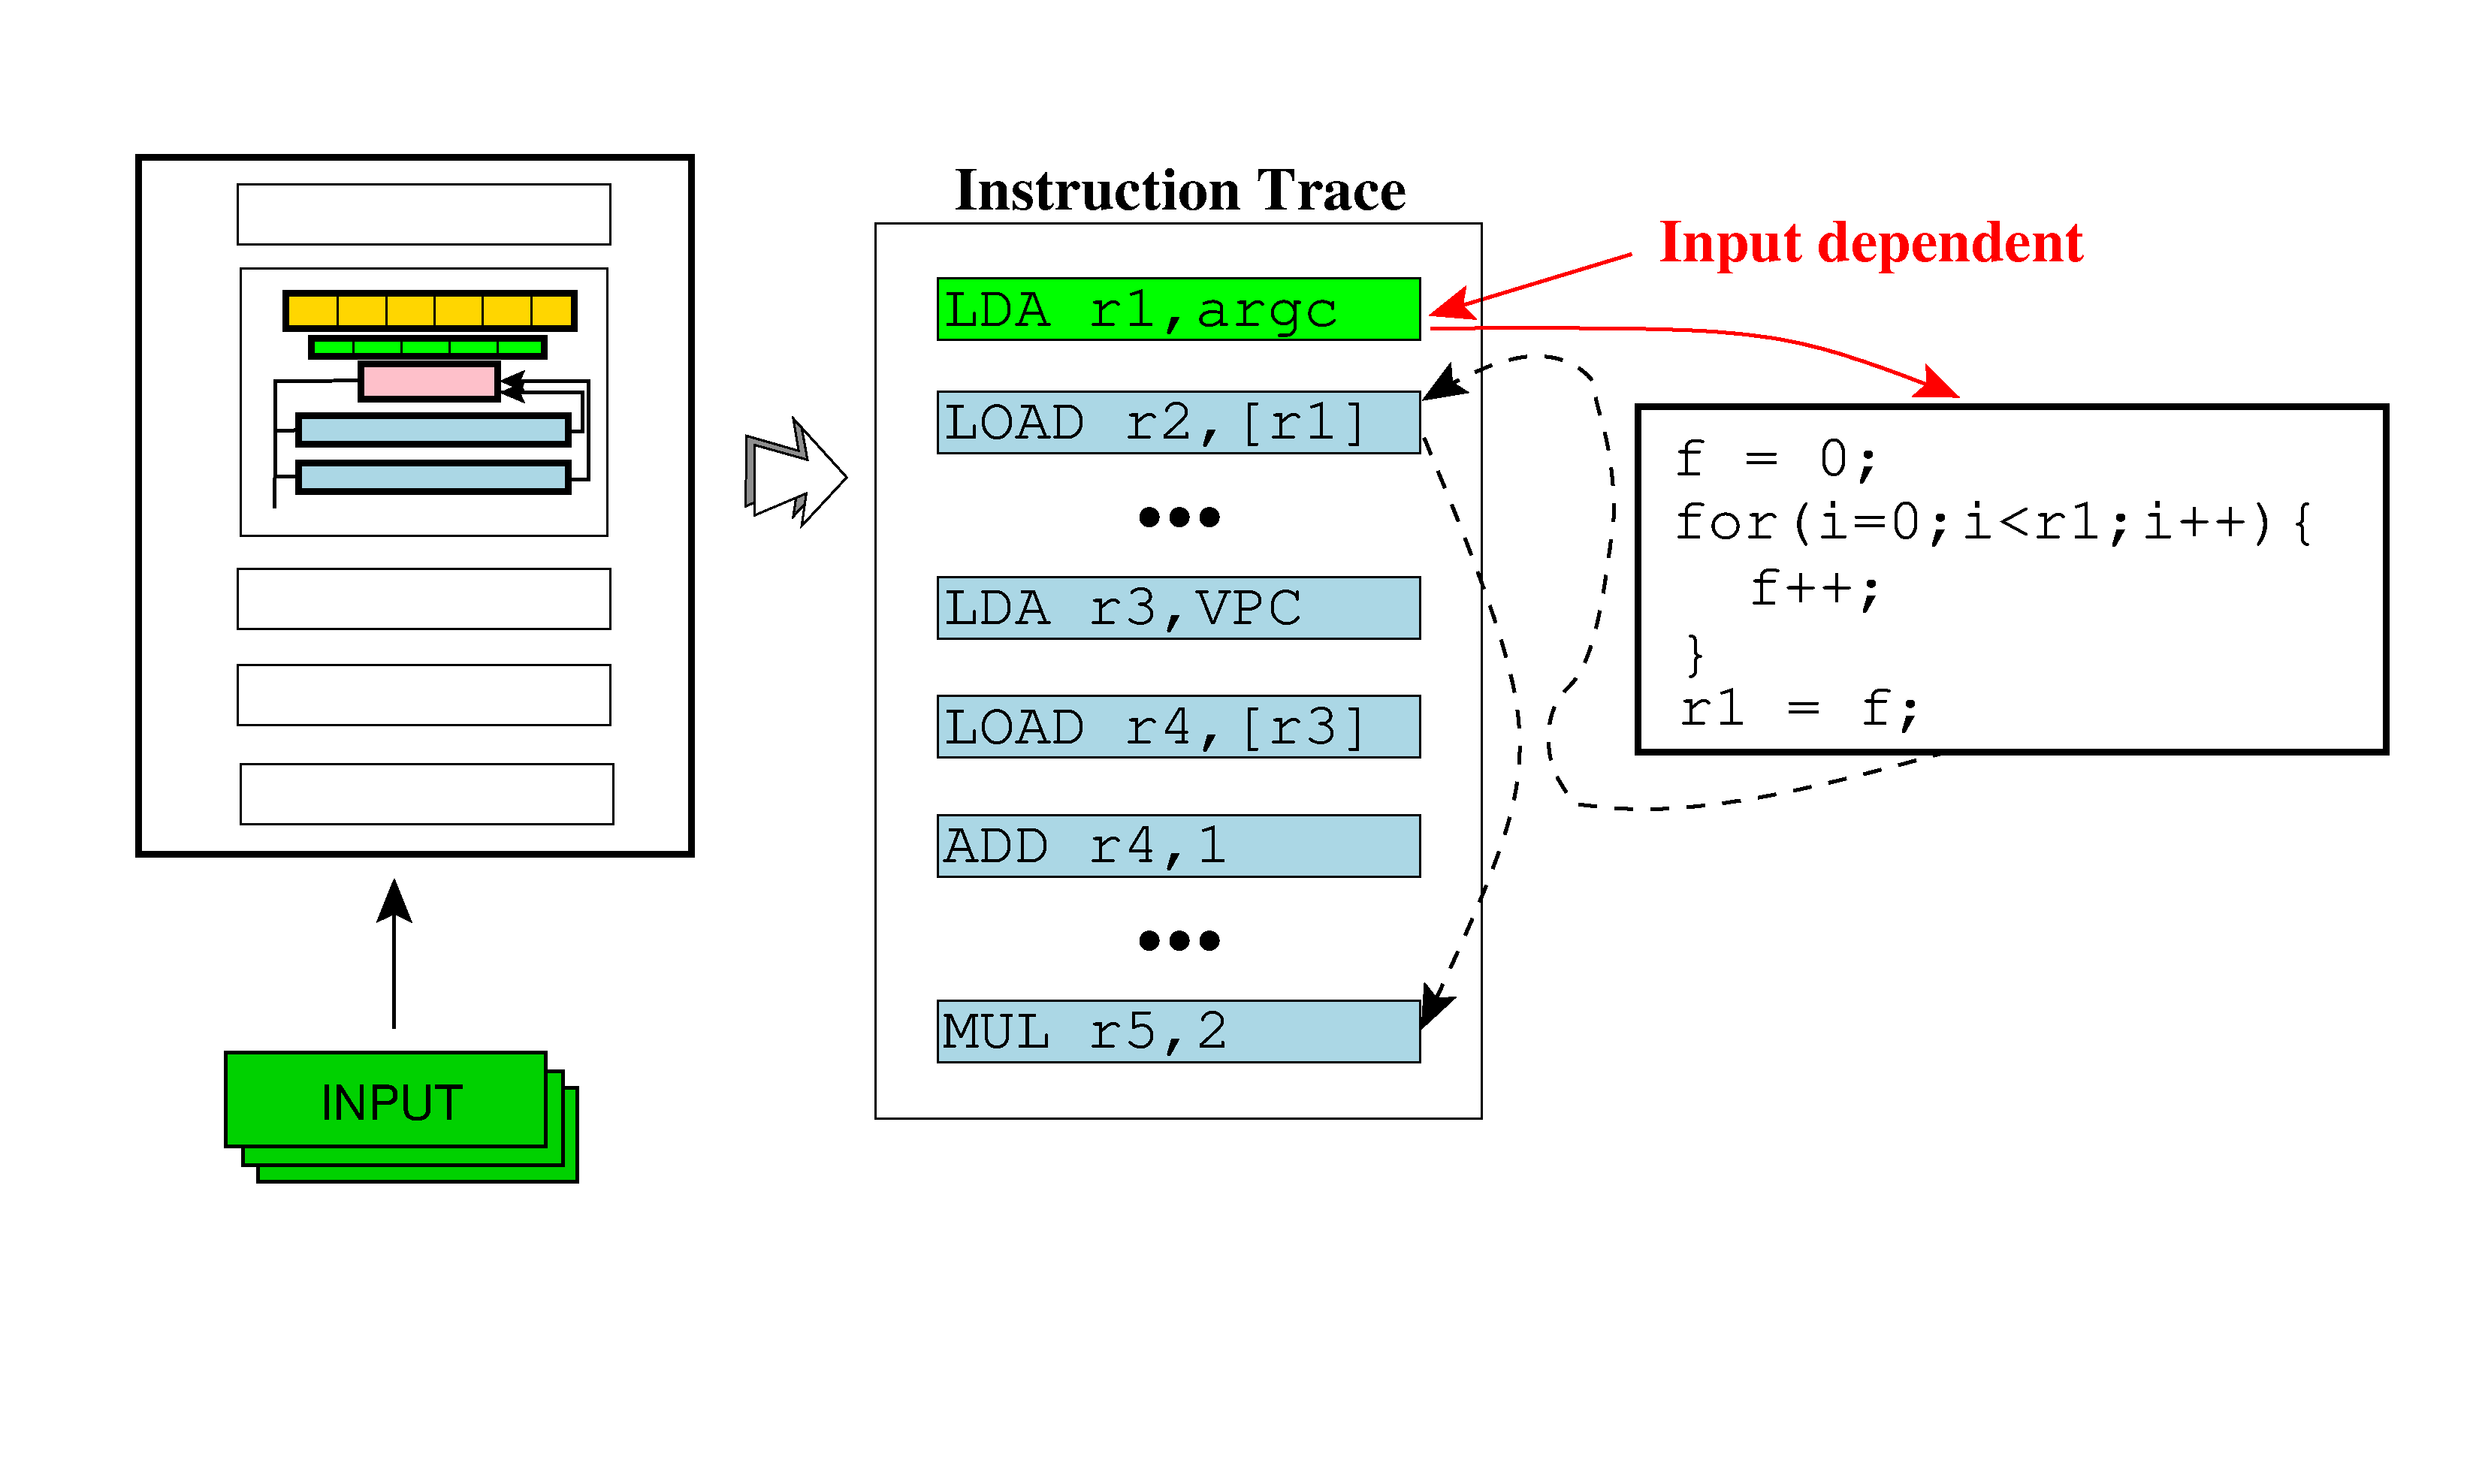 Instruction Trace
Input dependent
LDA r1,argc
LOAD r2,[r1]
LDA r3,VPC
LOAD r4,[r3]
ADD r4,1
MUL r5,2
f = 0;
for(i=0;i<r1;i++){
f++;
}
r1 = f;
INPUT